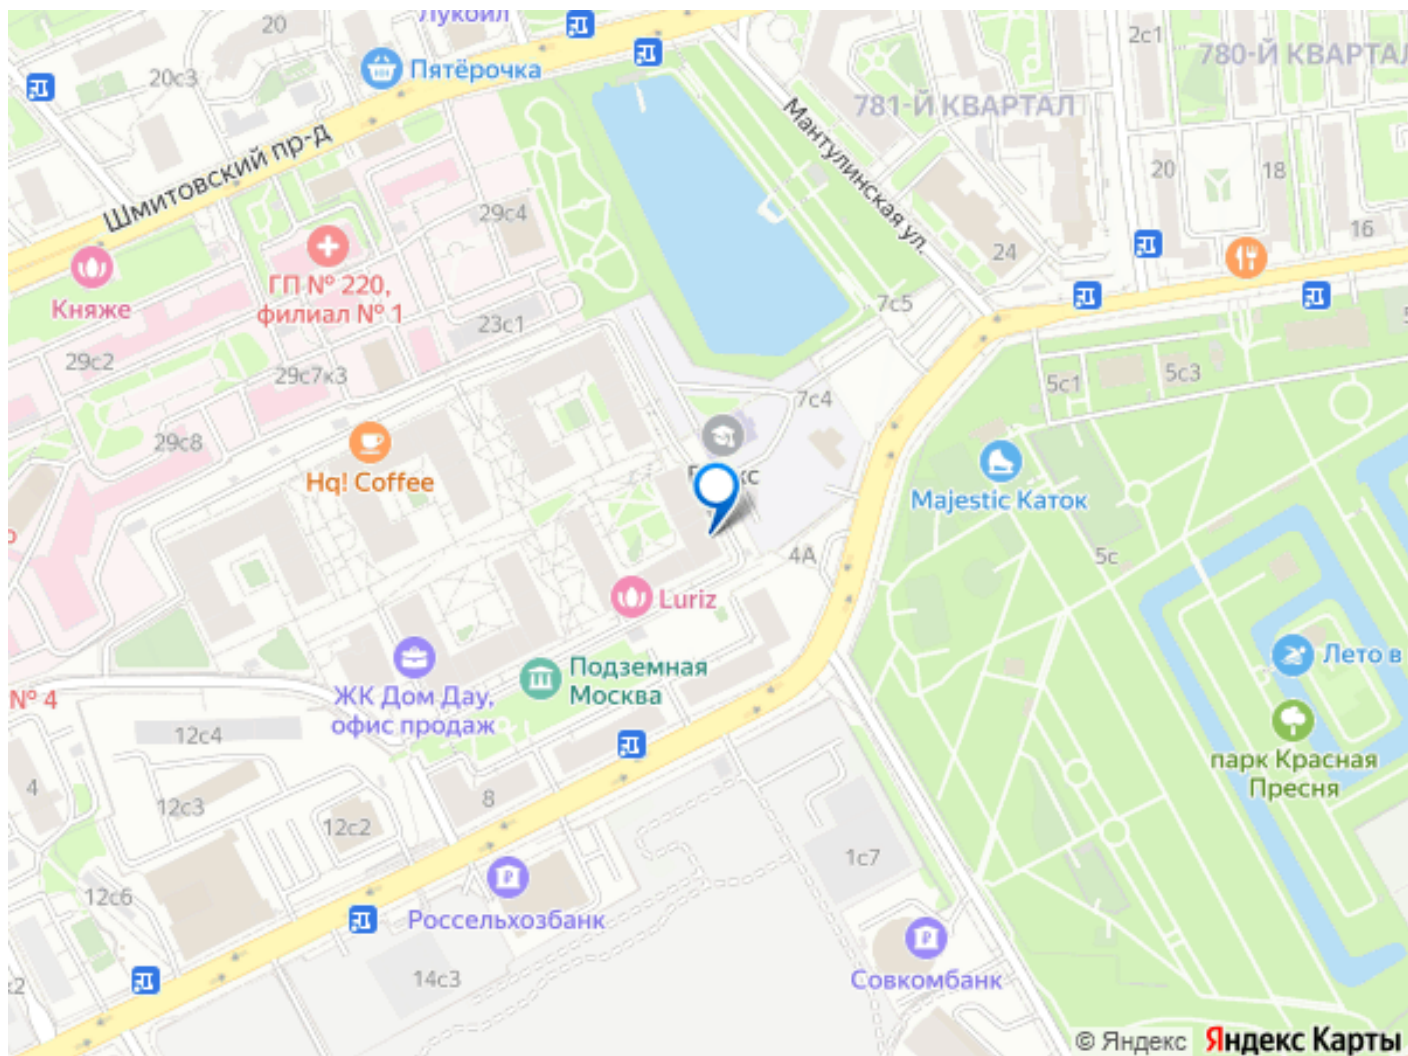 20
Лукойл
2с1
780-Й КВАРТАЛ
20с3
Пятёрочка
781-Й КВАРТАЛ
Шмитовский пр-д
Мантулинская ул.
20
18
29с4
24
16
Княже
ГП № 220,
филиал № 1
7с5
23с1
29с2
29с7к3
5с1
5с3
7с4
29с8
Hq! Coffee
Majestic Каток
4А
5с
Luriz
Подземная
Москва
Лето в
№ 4
ЖК Дом Дау,
офис продаж
12с4
парк Красная
Пресня
4
12с3
8
12с2
1с7
12с6
Россельхозбанк
14с3
Совкомбанк
© Яндекс
Яндекс Карты